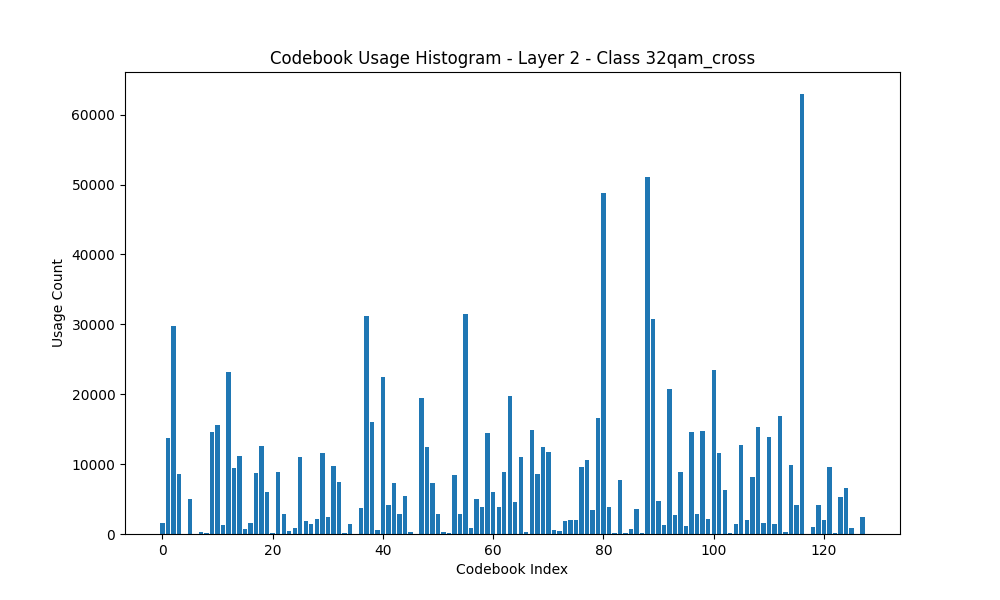 Codebook Usage Histogram - Layer 2 - Class 32qam_cross
60000
50000
40000
30000
20000
10000
0
Usage Count
0 20 40 60 80 100 120
Codebook Index